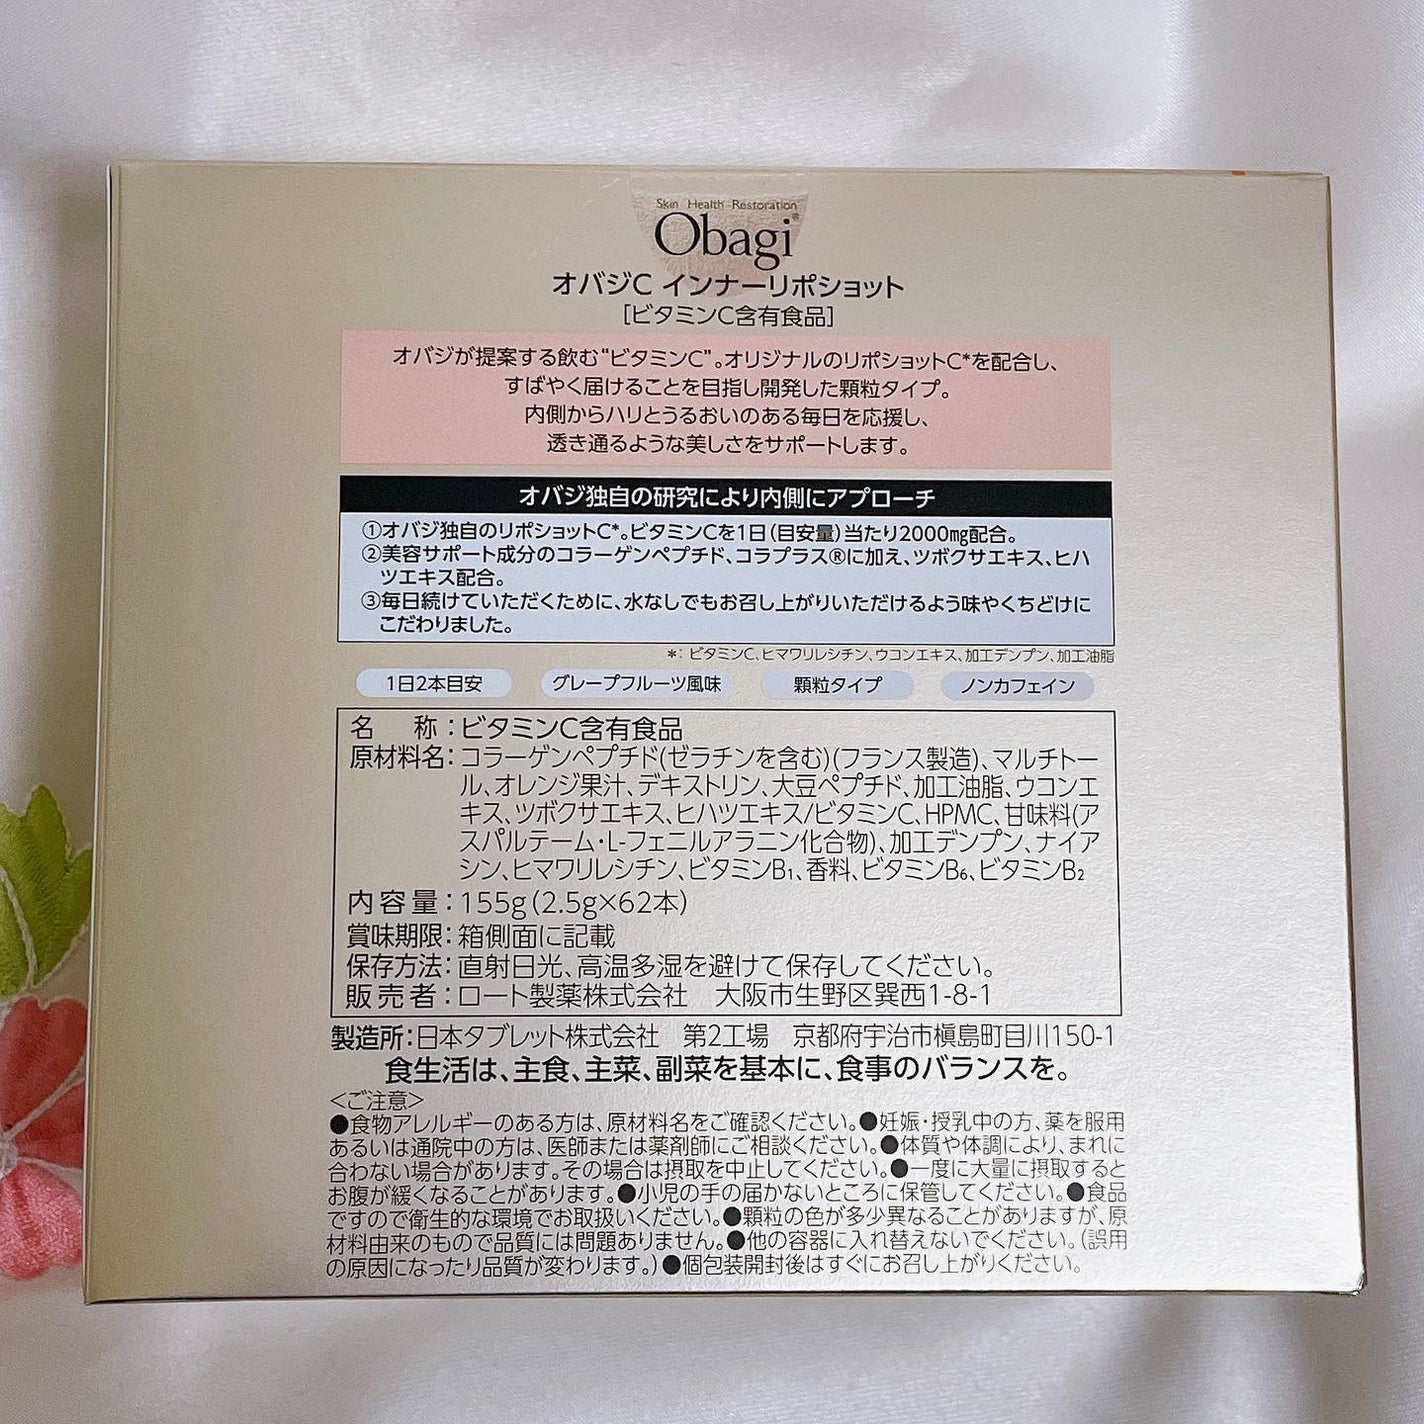 Skin Health Restoration
Obagi®
オバジC インナーリポショット
[ビタミンC含有食品]
オバジが提案する飲む"ビタミンC"。オリジナルのリポショットC*を配合し、
すばやく届けることを目指し開発した顆粒タイプ。
内側からハリとうるおいのある毎日を応援し、
透き通るような美しさをサポートします。
オバジ独自の研究により内側にアプローチ
①オバジ独自のリポショットC*。ビタミンCを1日(目安量)当たり2000㎎配合。
②美容サポート成分のコラーゲンペプチド、コラプラス®に加え、ツボクサエキス、ヒハ
ツエキス配合。
③毎日続けていただくために、水なしでもお召し上がりいただけるよう味やくちどけに
こだわりました。
*: ビタミンC、ヒマワリレシチン、ウコンエキス、加工デンプン、加工油脂
1日2本目安 グレープフルーツ風味 顆粒タイプ ノンカフェイン
名 称:ビタミンC含有食品
原材料名:コラーゲンペプチド(ゼラチンを含む)(フランス製造)、マルチトー
ル、オレンジ果汁、デキストリン、大豆ペプチド、加工油脂、ウコンエ
キス、ツボクサエキス、ヒハツエキス/ビタミンC、HPMC、甘味料(ア
スパルテーム・L-フェニルアラニン化合物)、加工デンプン、ナイア
シン、ヒマワリレシチン、ビタミンB₁、香料、ビタミンB₆、ビタミンB₂
内容量:155g(2.5g×62本)
賞味期限:箱側面に記載
保存方法:直射日光、高温多湿を避けて保存してください。
販売者:ロート製薬株式会社 大阪市生野区巽西1-8-1
製造所:日本タブレット株式会社 第2工場 京都府宇治市槇島町目川150-1
食生活は、主食、主菜、副菜を基本に、食事のバランスを。
<ご注意>
●食物アレルギーのある方は、原材料名をご確認ください。●妊娠・授乳中の方、薬を服用
あるいは通院中の方は、医師または薬剤師にご相談ください。●体質や体調により、まれに
合わない場合があります。その場合は摂取を中止してください。●一度に大量に摂取すると
お腹が緩くなることがあります。●小児の手の届かないところに保管してください。●食品
ですので衛生的な環境でお取扱いください。●顆粒の色が多少異なることがありますが、原
材料由来のもので品質には問題ありません。●他の容器に入れ替えないでください。(誤用
の原因になったり品質が変わります。)●個包装開封後はすぐにお召し上がりください。